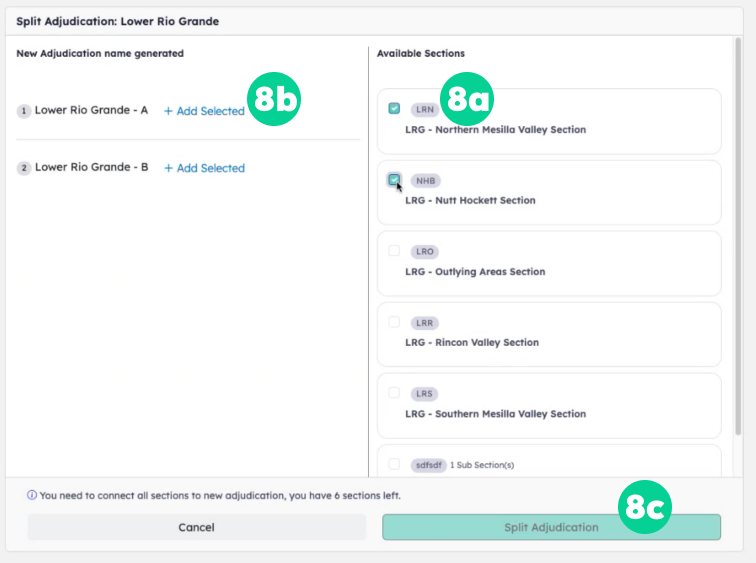 Split Adjudication: Lower Rio Grande
New Adjudication name generated
1 Lower Rio Grande - A + Add Selected 8b
2 Lower Rio Grande - B + Add Selected
Available Sections
LRN 8a
LRG - Northern Mesilla Valley Section
NHB
LRG - Nutt Hockett Section
LRO
LRG - Outlying Areas Section
LRR
LRG - Rincon Valley Section
LRS
LRG - Southern Mesilla Valley Section
sdfsdf 1 Sub Section(s)
You need to connect all sections to new adjudication, you have 6 sections left.
Cancel
Split Adjudication 8c